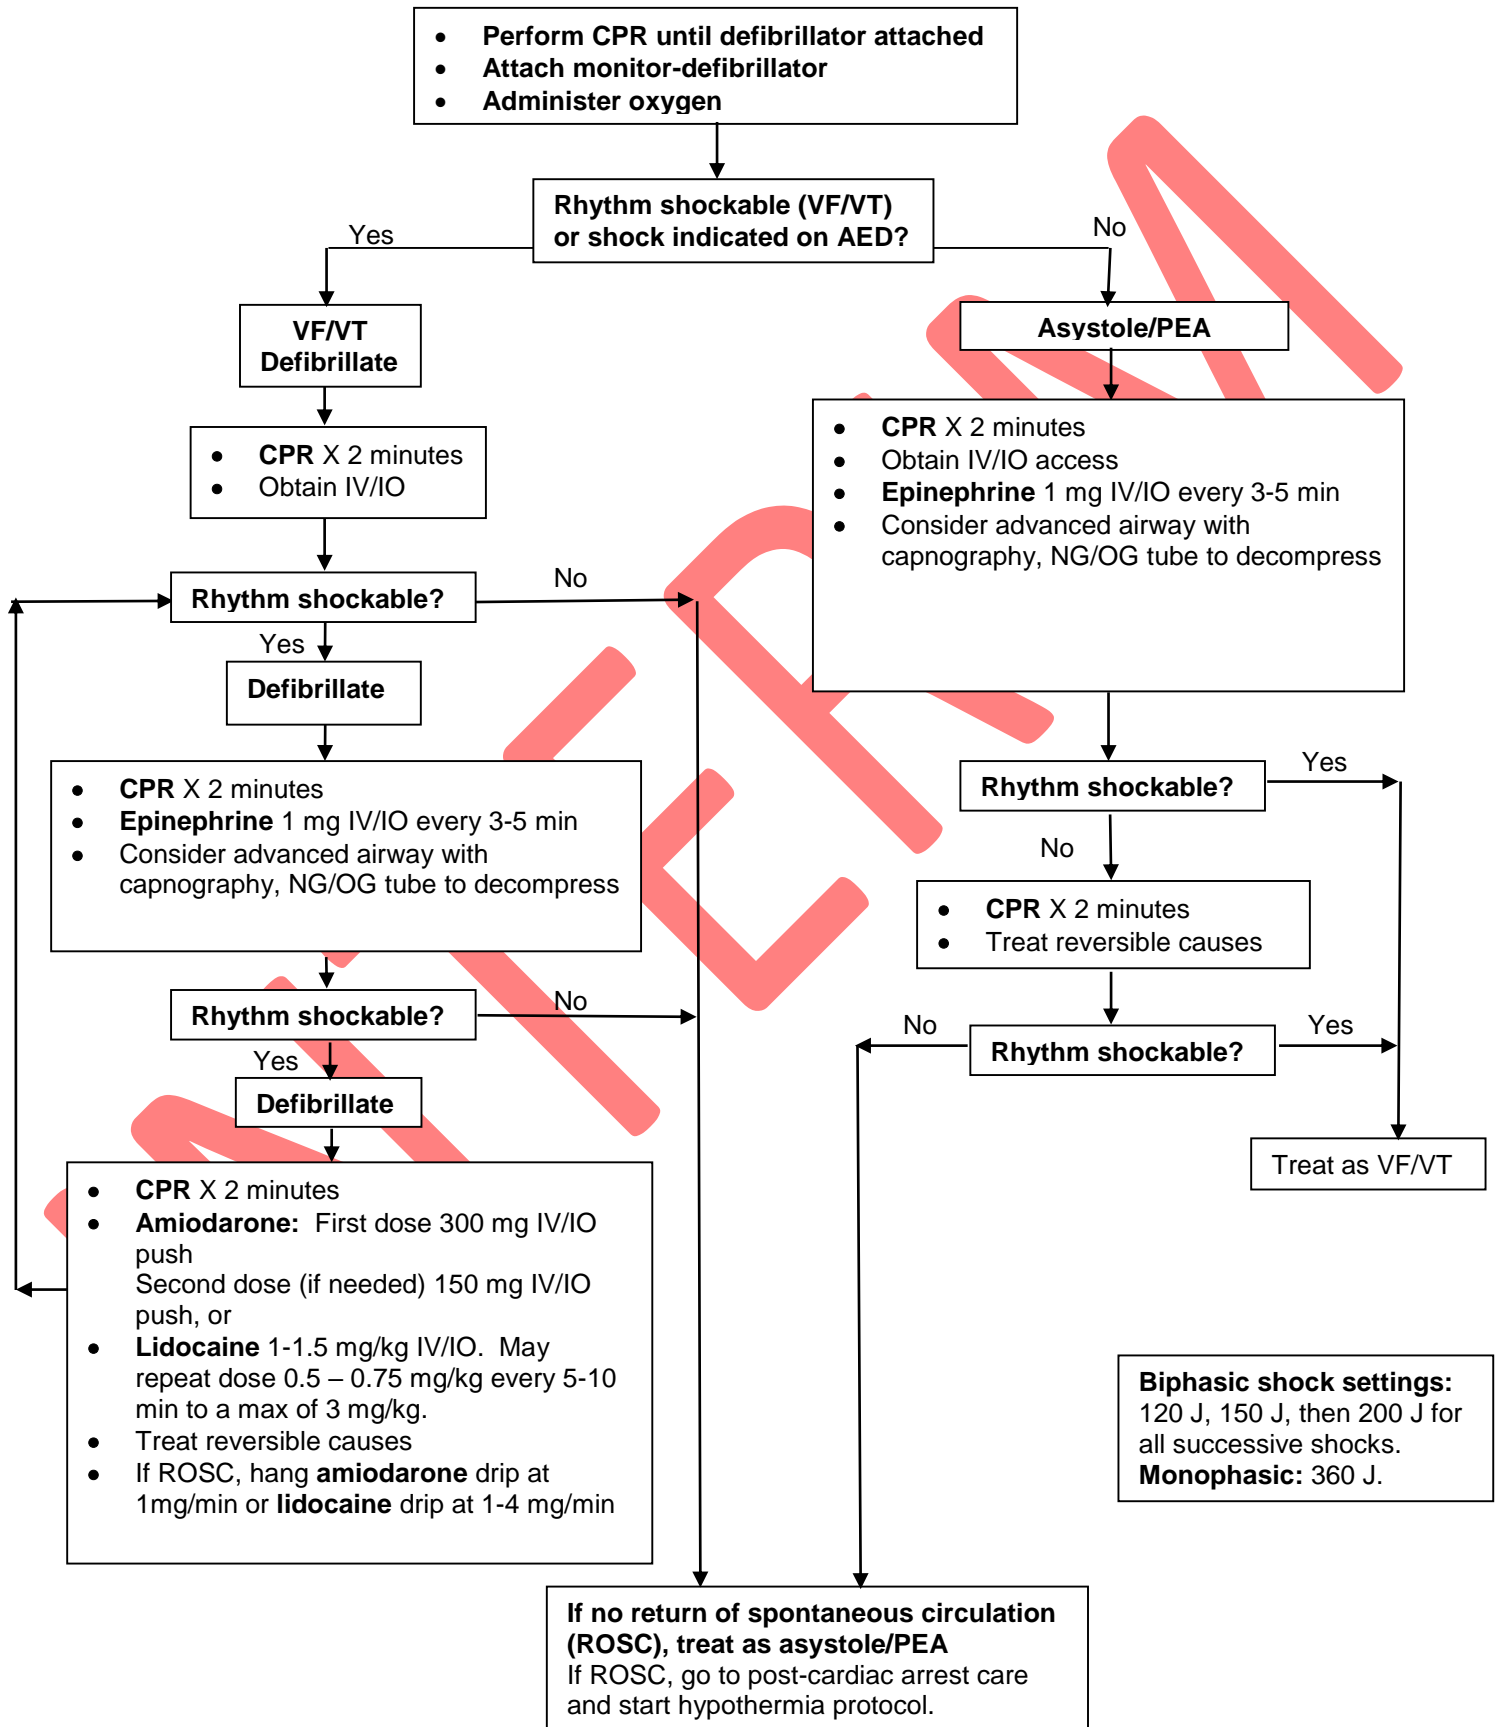 • Perform CPR until defibrillator attached
• Attach monitor-defibrillator
• Administer oxygen
Rhythm shockable (VF/VT)
or shock indicated on AED?
Yes
No
VF/VT
Defibrillate
• CPR X 2 minutes
• Obtain IV/IO
Rhythm shockable?
No
Yes
Defibrillate
• CPR X 2 minutes
• Epinephrine 1 mg IV/IO every 3-5 min
• Consider advanced airway with
capnography, NG/OG tube to decompress
Rhythm shockable?
No
Yes
Defibrillate
• CPR X 2 minutes
• Amiodarone: First dose 300 mg IV/IO
push
Second dose (if needed) 150 mg IV/IO
push, or
• Lidocaine 1-1.5 mg/kg IV/IO. May
repeat dose 0.5 – 0.75 mg/kg every 5-10
min to a max of 3 mg/kg.
• Treat reversible causes
• If ROSC, hang amiodarone drip at
1mg/min or lidocaine drip at 1-4 mg/min
Asystole/PEA
• CPR X 2 minutes
• Obtain IV/IO access
• Epinephrine 1 mg IV/IO every 3-5 min
• Consider advanced airway with
capnography, NG/OG tube to decompress
Rhythm shockable?
Yes
No
• CPR X 2 minutes
• Treat reversible causes
Rhythm shockable?
No
Yes
Treat as VF/VT
Biphasic shock settings:
120 J, 150 J, then 200 J for
all successive shocks.
Monophasic: 360 J.
If no return of spontaneous circulation
(ROSC), treat as asystole/PEA
If ROSC, go to post-cardiac arrest care
and start hypothermia protocol.